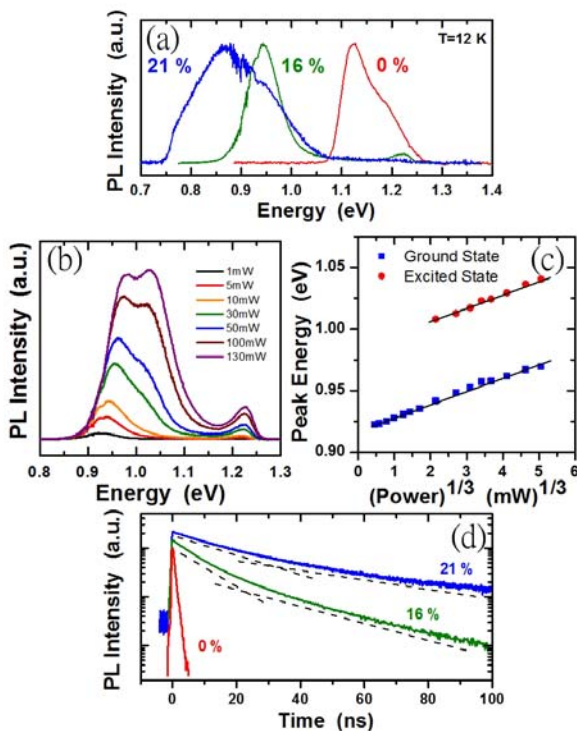 (a)
T=12 K
21 %
16 %
0 %
PL Intensity (a.u.)
0.7 0.8 0.9 1.0 1.1 1.2 1.3 1.4
Energy (eV)
(b)
1mW
5mW
10mW
30mW
50mW
100mW
130mW
PL Intensity (a.u.)
0.8 0.9 1.0 1.1 1.2 1.3
Energy (eV)
(c)
Ground State
Excited State
Peak Energy (eV)
1.05
1.00
0.95
0.90
0 1 2 3 4 5 6
(Power)^1/3 (mW)^1/3
(d)
21 %
16 %
0 %
PL Intensity (a.u.)
0 20 40 60 80 100
Time (ns)